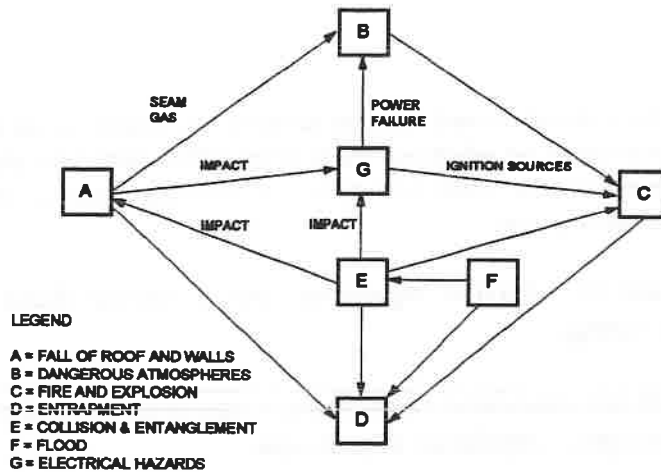 B
SEAM
GAS
POWER
FAILURE
IMPACT
IGNITION SOURCES
A
G
C
IMPACT
IMPACT
E
F
LEGEND
A = FALL OF ROOF AND WALLS
B = DANGEROUS ATMOSPHERES
C = FIRE AND EXPLOSION
D = ENTRAPMENT
E = COLLISION & ENTANGLEMENT
F = FLOOD
G = ELECTRICAL HAZARDS
D